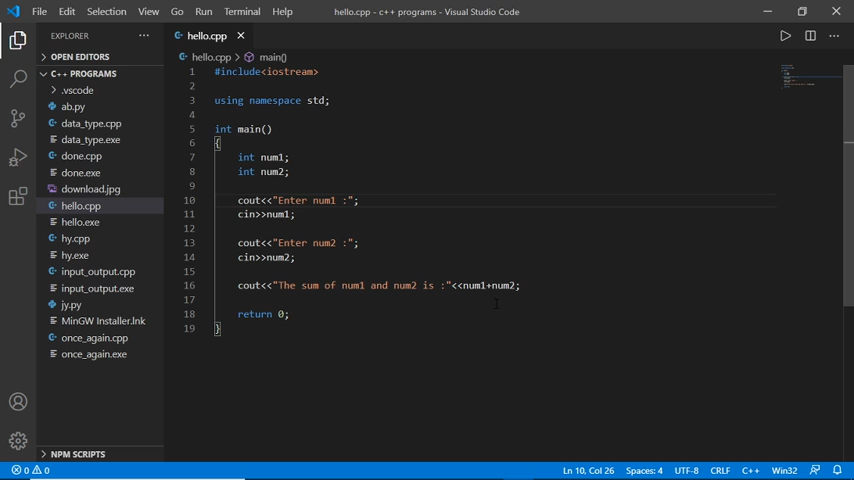 File Edit Selection View Go Run Terminal Help hello.cpp - c++ programs - Visual Studio Code
EXPLORER ···
OPEN EDITORS
C++ PROGRAMS
.vscode
ab.py
data_type.cpp
data_type.exe
done.cpp
done.exe
download.jpg
hello.cpp
hello.exe
hy.cpp
hy.exe
input_output.cpp
input_output.exe
jy.py
MinGW Installer.lnk
once_again.cpp
once_again.exe
NPM SCRIPTS
hello.cpp
hello.cpp > main()
1 #include<iostream>
2
3 using namespace std;
4
5 int main()
6 {
7 int num1;
8 int num2;
9
10 cout<<"Enter num1 :";
11 cin>>num1;
12
13 cout<<"Enter num2 :";
14 cin>>num2;
15
16 cout<<"The sum of num1 and num2 is :"<<num1+num2;
17
18 return 0;
19 }
0 0 Ln 10, Col 26 Spaces: 4 UTF-8 CRLF C++ Win32